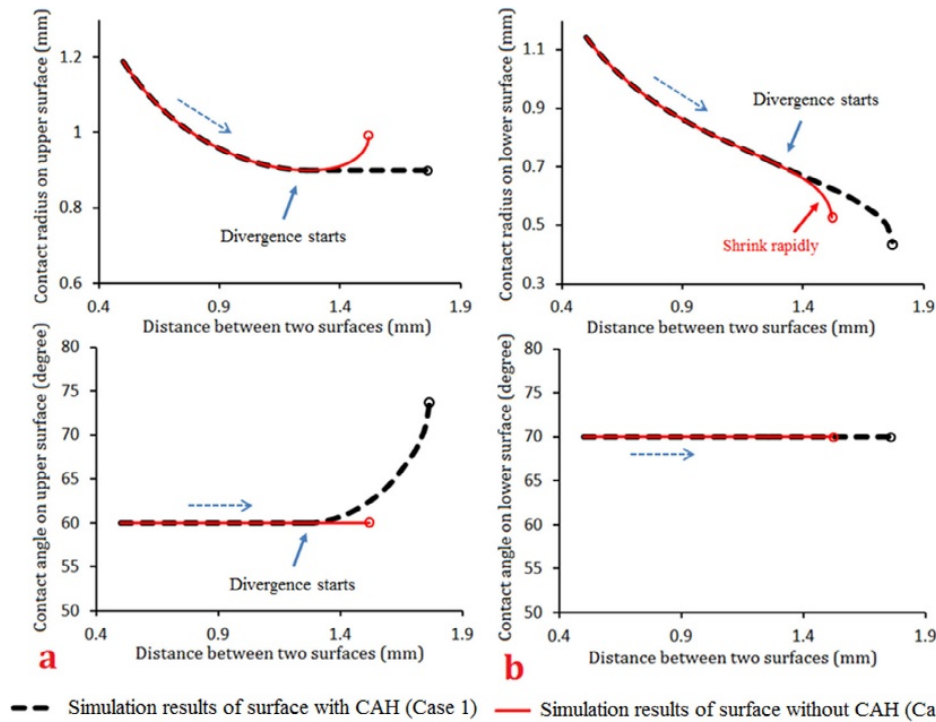 Contact radius on upper surface (mm)
1.2
1
0.8
0.6
Divergence starts
0.4
0.9
1.4
1.9
Distance between two surfaces (mm)
Contact radius on lower surface (mm)
1.1
0.9
0.7
0.5
0.3
Divergence starts
Shrink rapidly
0.4
0.9
1.4
1.9
Distance between two surfaces (mm)
Contact angle on upper surface (degree)
80
75
70
65
60
55
50
Divergence starts
0.4
0.9
1.4
1.9
Distance between two surfaces (mm)
a
Contact angle on lower surface (degree)
80
75
70
65
60
55
50
0.4
0.9
1.4
1.9
Distance between two surfaces (mm)
b
Simulation results of surface with CAH (Case 1)
Simulation results of surface without CAH (Ca